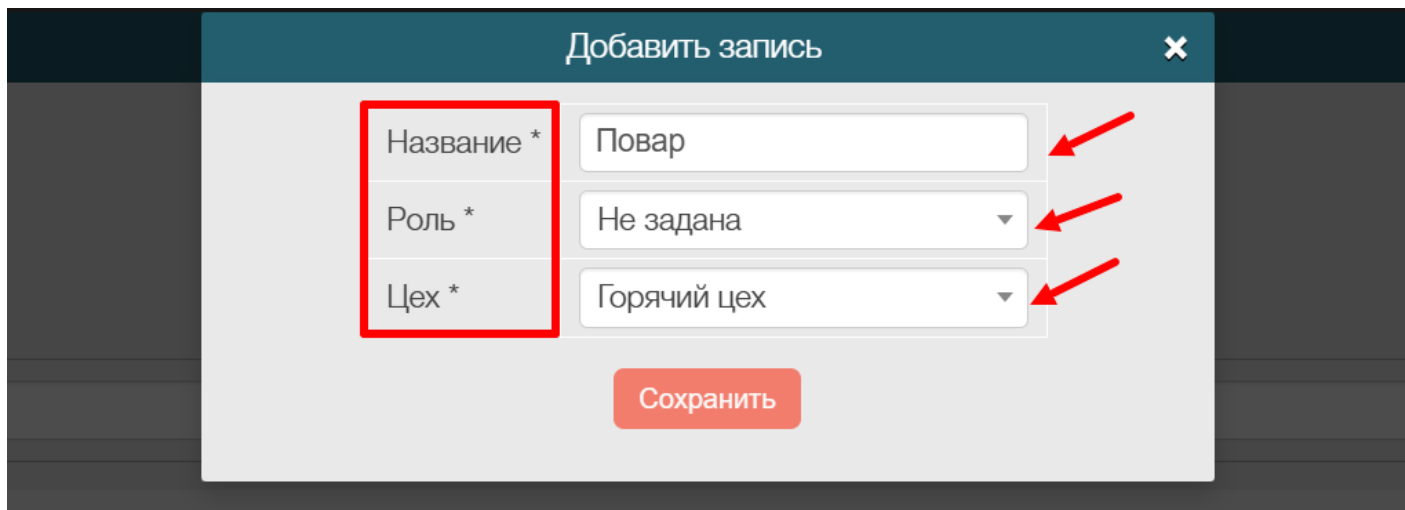 Добавить запись
Название * Повар
Роль * Не задана
Цех * Горячий цех
Сохранить